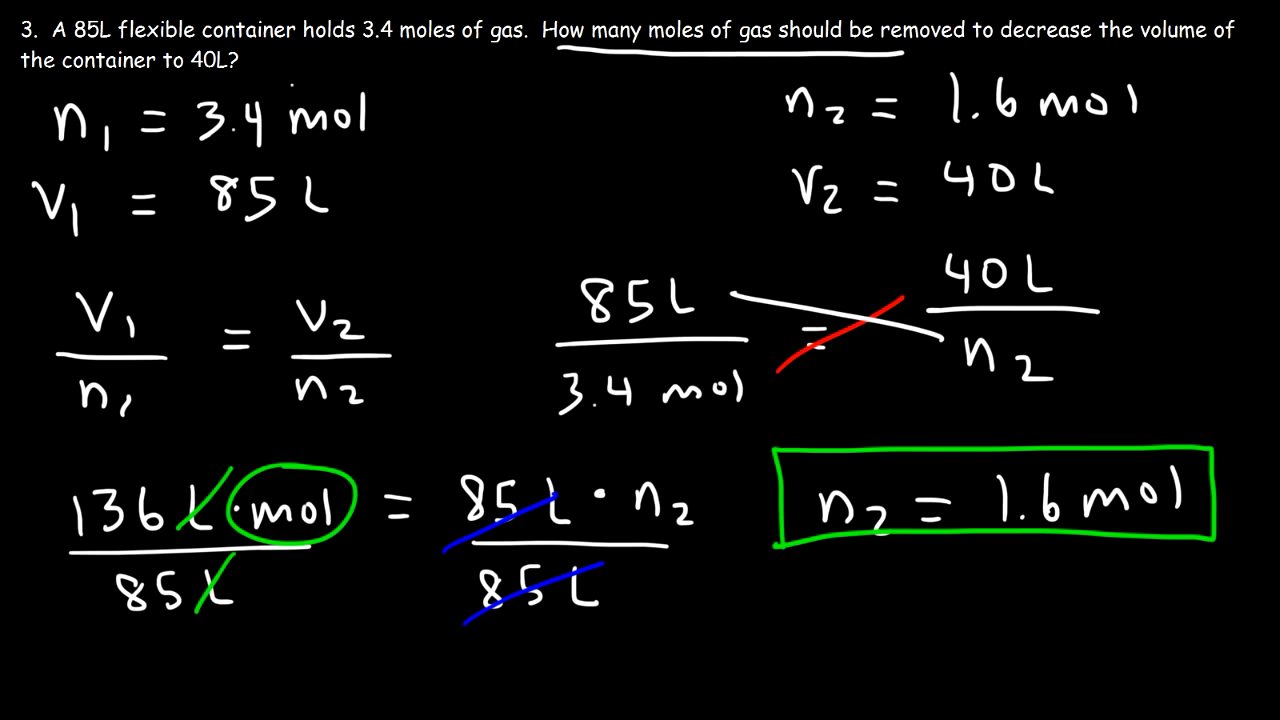 3. A 85L flexible container holds 3.4 moles of gas. How many moles of gas should be removed to decrease the volume of
the container to 40L?
n₁ = 3.4 mol
n₂ = 1.6 mol
V₁ = 85 L
V₂ = 40 L
V₁/n₁ = V₂/n₂
85L/3.4 mol = 40L/n₂
136 L · mol/85 L = 85 L · n₂/85 L
n₂ = 1.6 mol